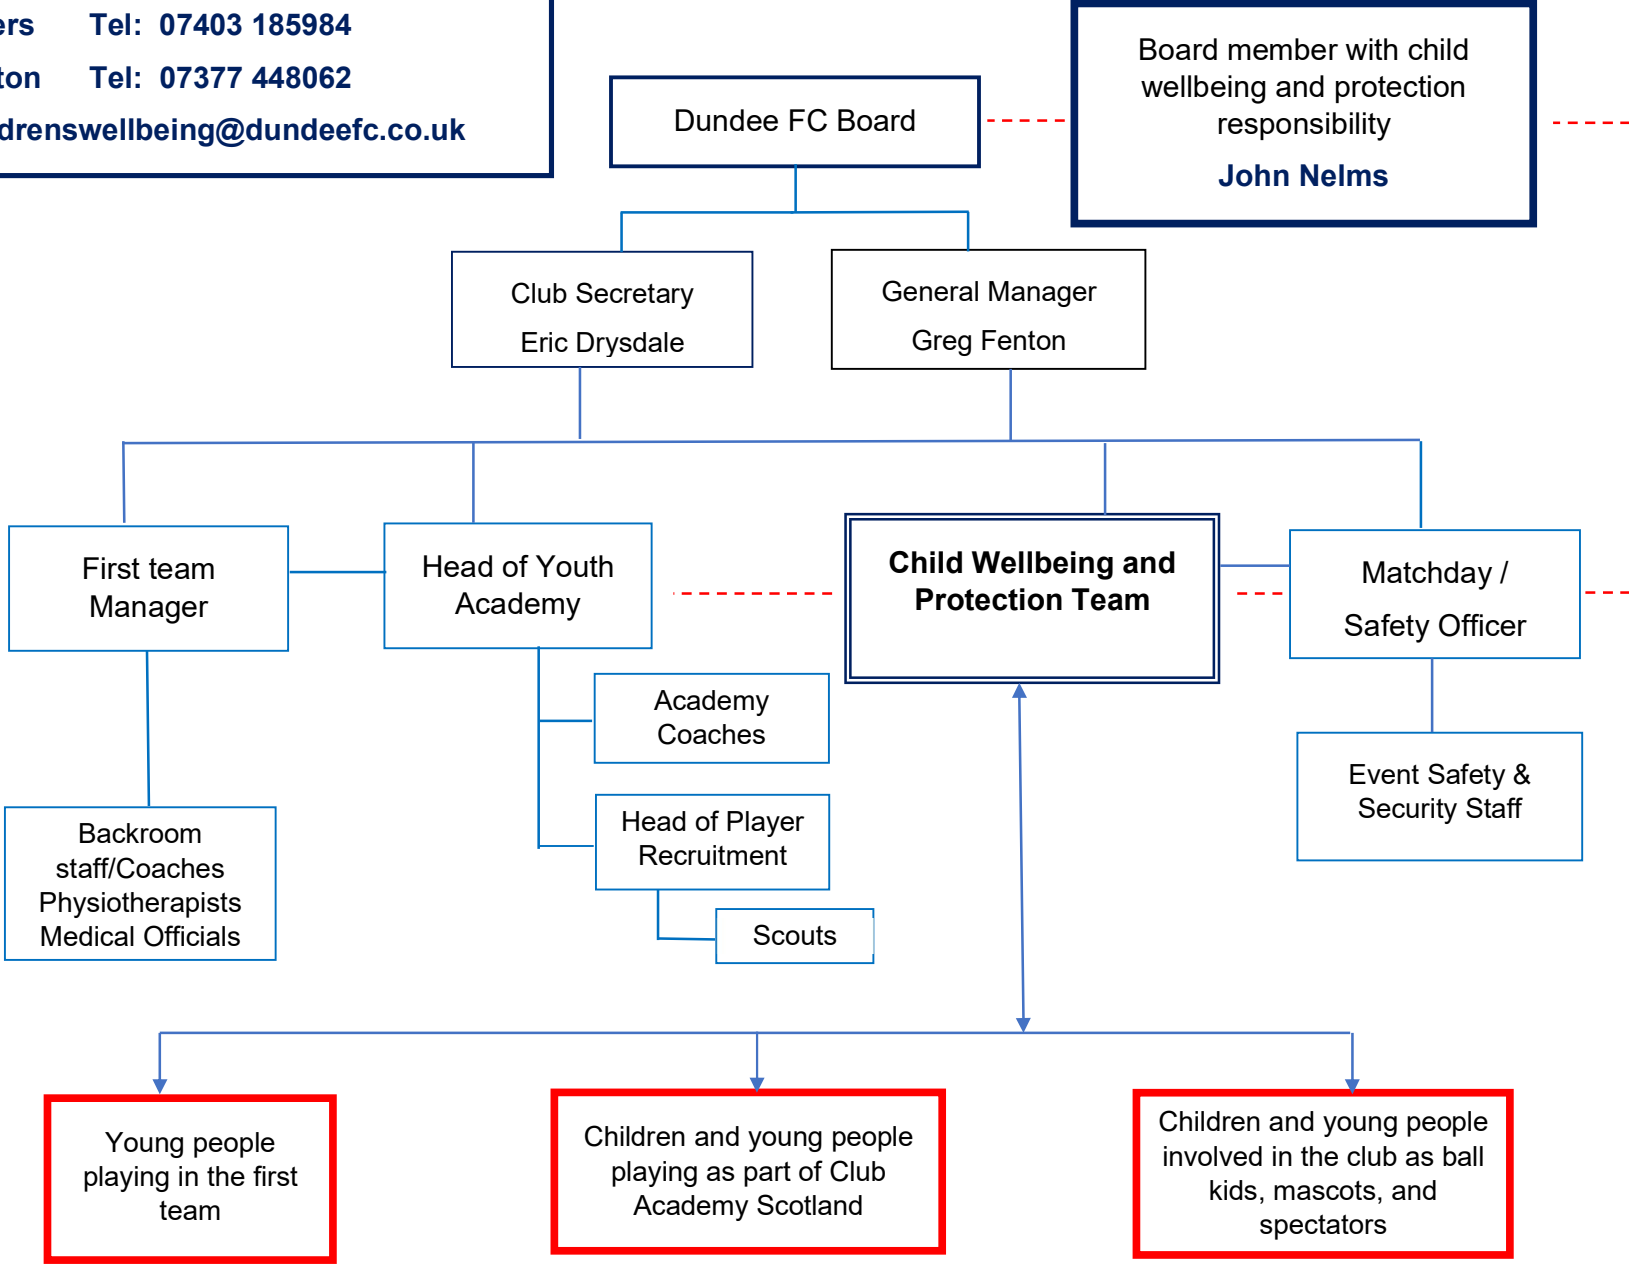 Tel: 07403 185984
Tel: 07377 448062
drenswellbeing@dundeefc.co.uk
Board member with child
wellbeing and protection
responsibility
John Nelms
Dundee FC Board
Club Secretary
Eric Drysdale
General Manager
Greg Fenton
First team
Manager
Head of Youth
Academy
Child Wellbeing and
Protection Team
Matchday /
Safety Officer
Academy
Coaches
Event Safety &
Security Staff
Head of Player
Recruitment
Backroom
staff/Coaches
Physiotherapists
Medical Officials
Scouts
Young people
playing in the first
team
Children and young people
playing as part of Club
Academy Scotland
Children and young people
involved in the club as ball
kids, mascots, and
spectators